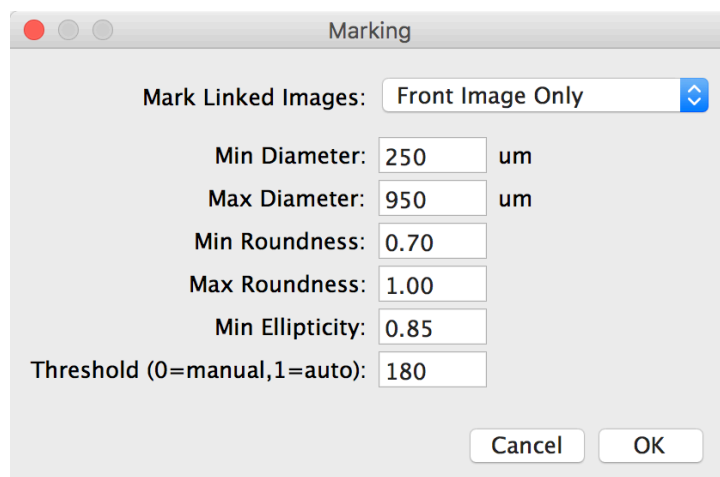 Marking
Mark Linked Images: Front Image Only
Min Diameter: 250 um
Max Diameter: 950 um
Min Roundness: 0.70
Max Roundness: 1.00
Min Ellipticity: 0.85
Threshold (0=manual,1=auto): 180
Cancel OK